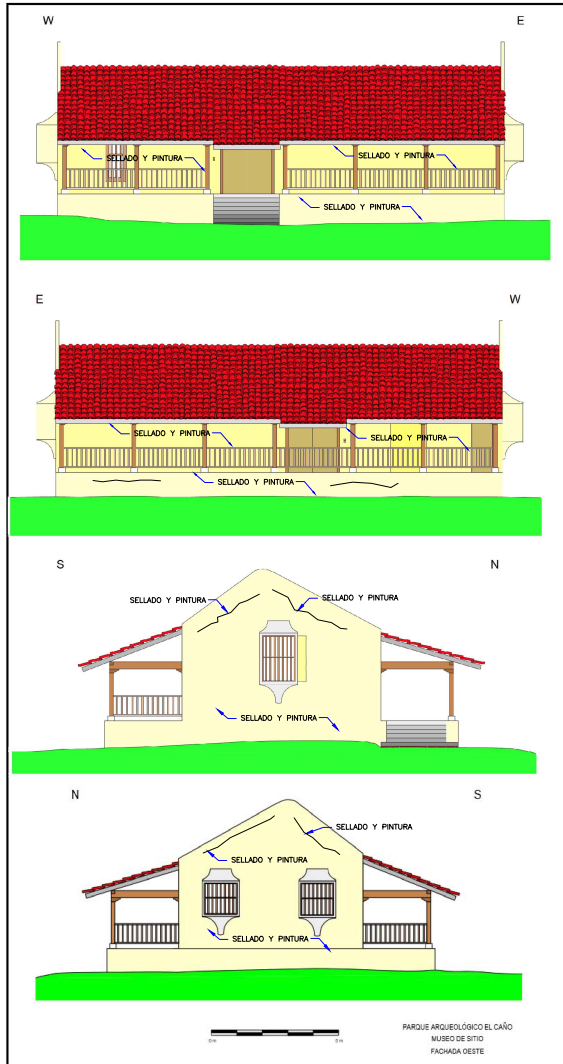 W E
SELLADO Y PINTURA SELLADO Y PINTURA
SELLADO Y PINTURA
E W
SELLADO Y PINTURA SELLADO Y PINTURA
SELLADO Y PINTURA
S N
SELLADO Y PINTURA SELLADO Y PINTURA
SELLADO Y PINTURA
N S
SELLADO Y PINTURA
SELLADO Y PINTURA
SELLADO Y PINTURA
PARQUE ARQUEOLÓGICO EL CAÑO
MUSEO DE SITIO
FACHADA OESTE
0 m